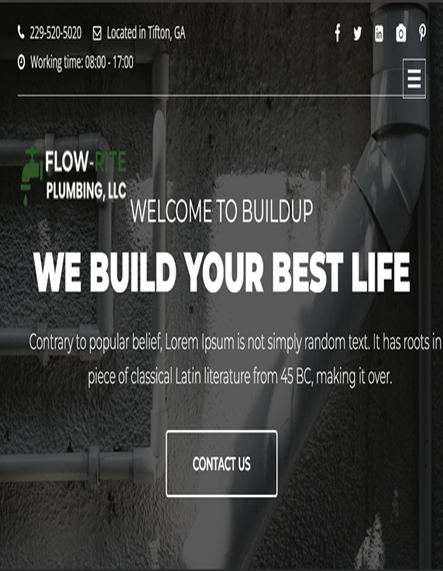 229-520-5020 Located in Tifton, GA
Working time: 08:00 - 17:00
FLOW-RITE
PLUMBING, LLC
WELCOME TO BUILDUP
WE BUILD YOUR BEST LIFE
Contrary to popular belief, Lorem Ipsum is not simply random text. It has roots in
piece of classical Latin literature from 45 BC, making it over.
CONTACT US